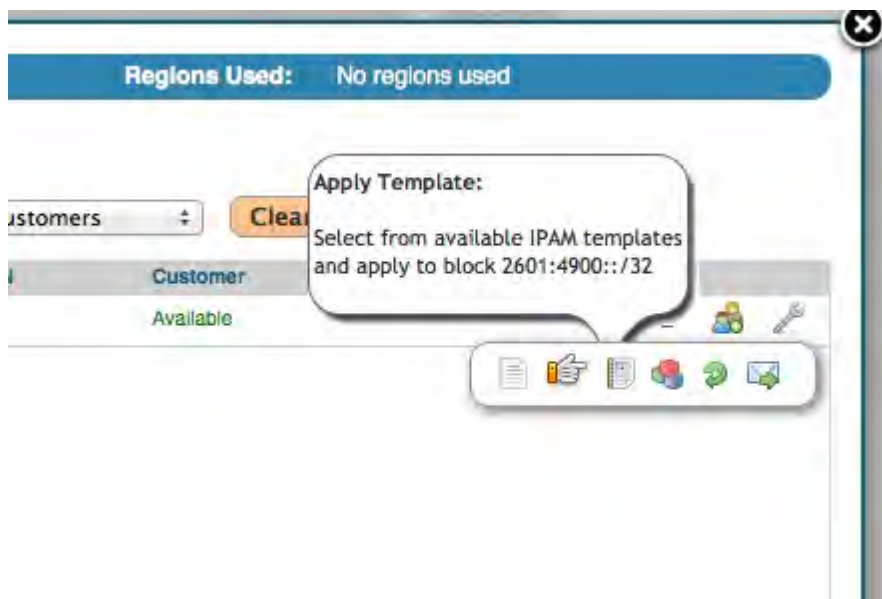 Regions Used: No regions used
Apply Template:
ustomers
Clea
Select from available IPAM templates
and apply to block 2601:4900::/32
Customer
Available